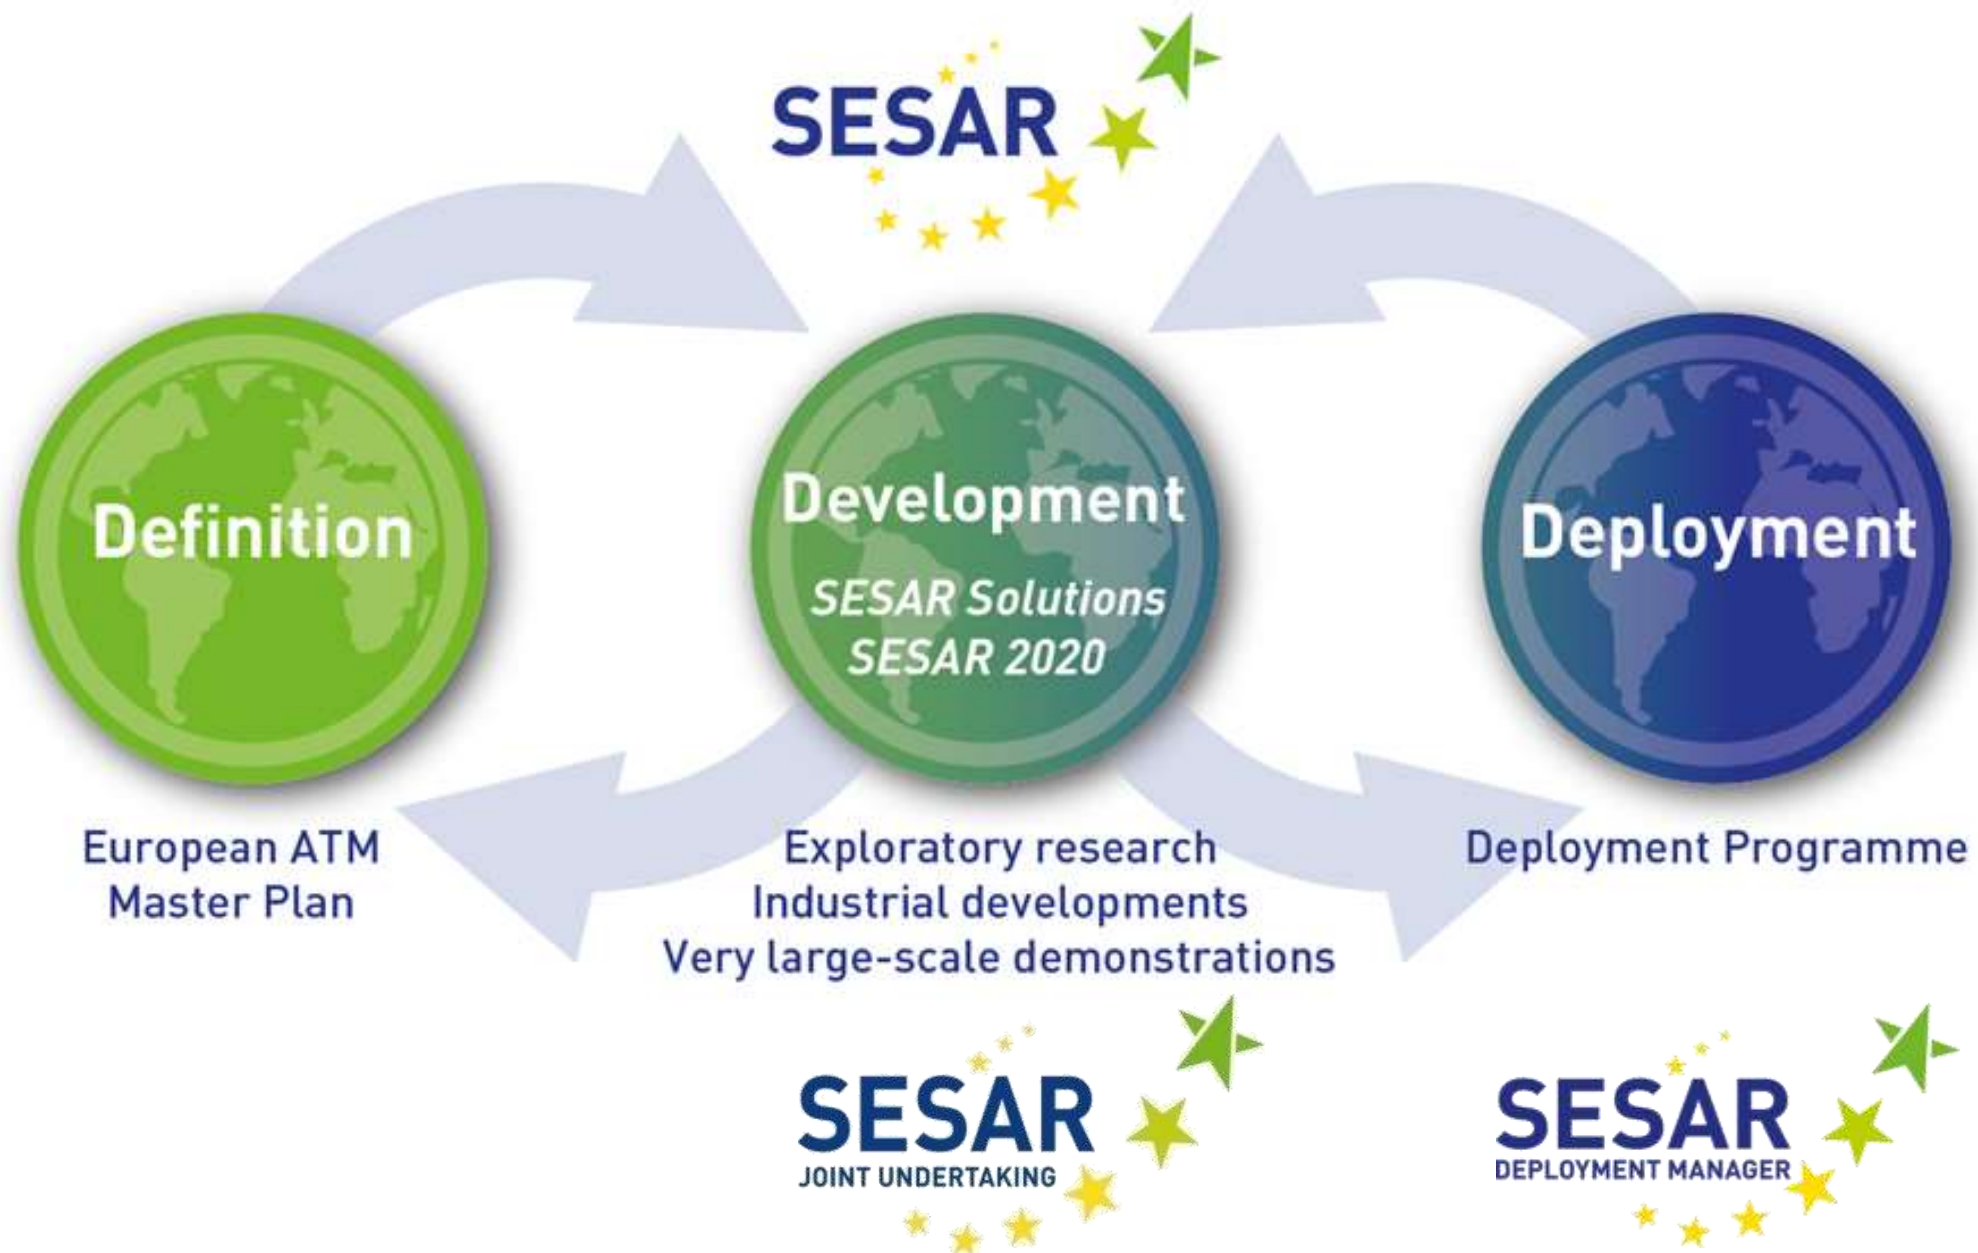 SESAR
Definition
Development
SESAR Solutions
SESAR 2020
Deployment
European ATM
Master Plan
Exploratory research
Industrial developments
Very large-scale demonstrations
Deployment Programme
SESAR
JOINT UNDERTAKING
SESAR
DEPLOYMENT MANAGER